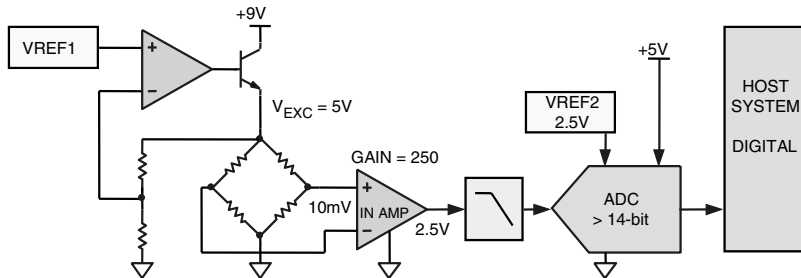 +9V
VREF1
+
−
V_EXC = 5V
+5V
VREF2
2.5V
HOST
SYSTEM
DIGITAL
GAIN = 250
+
IN AMP
−
10mV
2.5V
ADC
> 14-bit